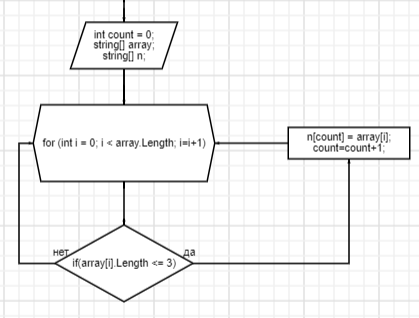 int count = 0;
string[] array;
string[] n;
for (int i = 0; i < array.Length; i=i+1)
n[count] = array[i];
count=count+1;
нет
да
if(array[i].Length <= 3)